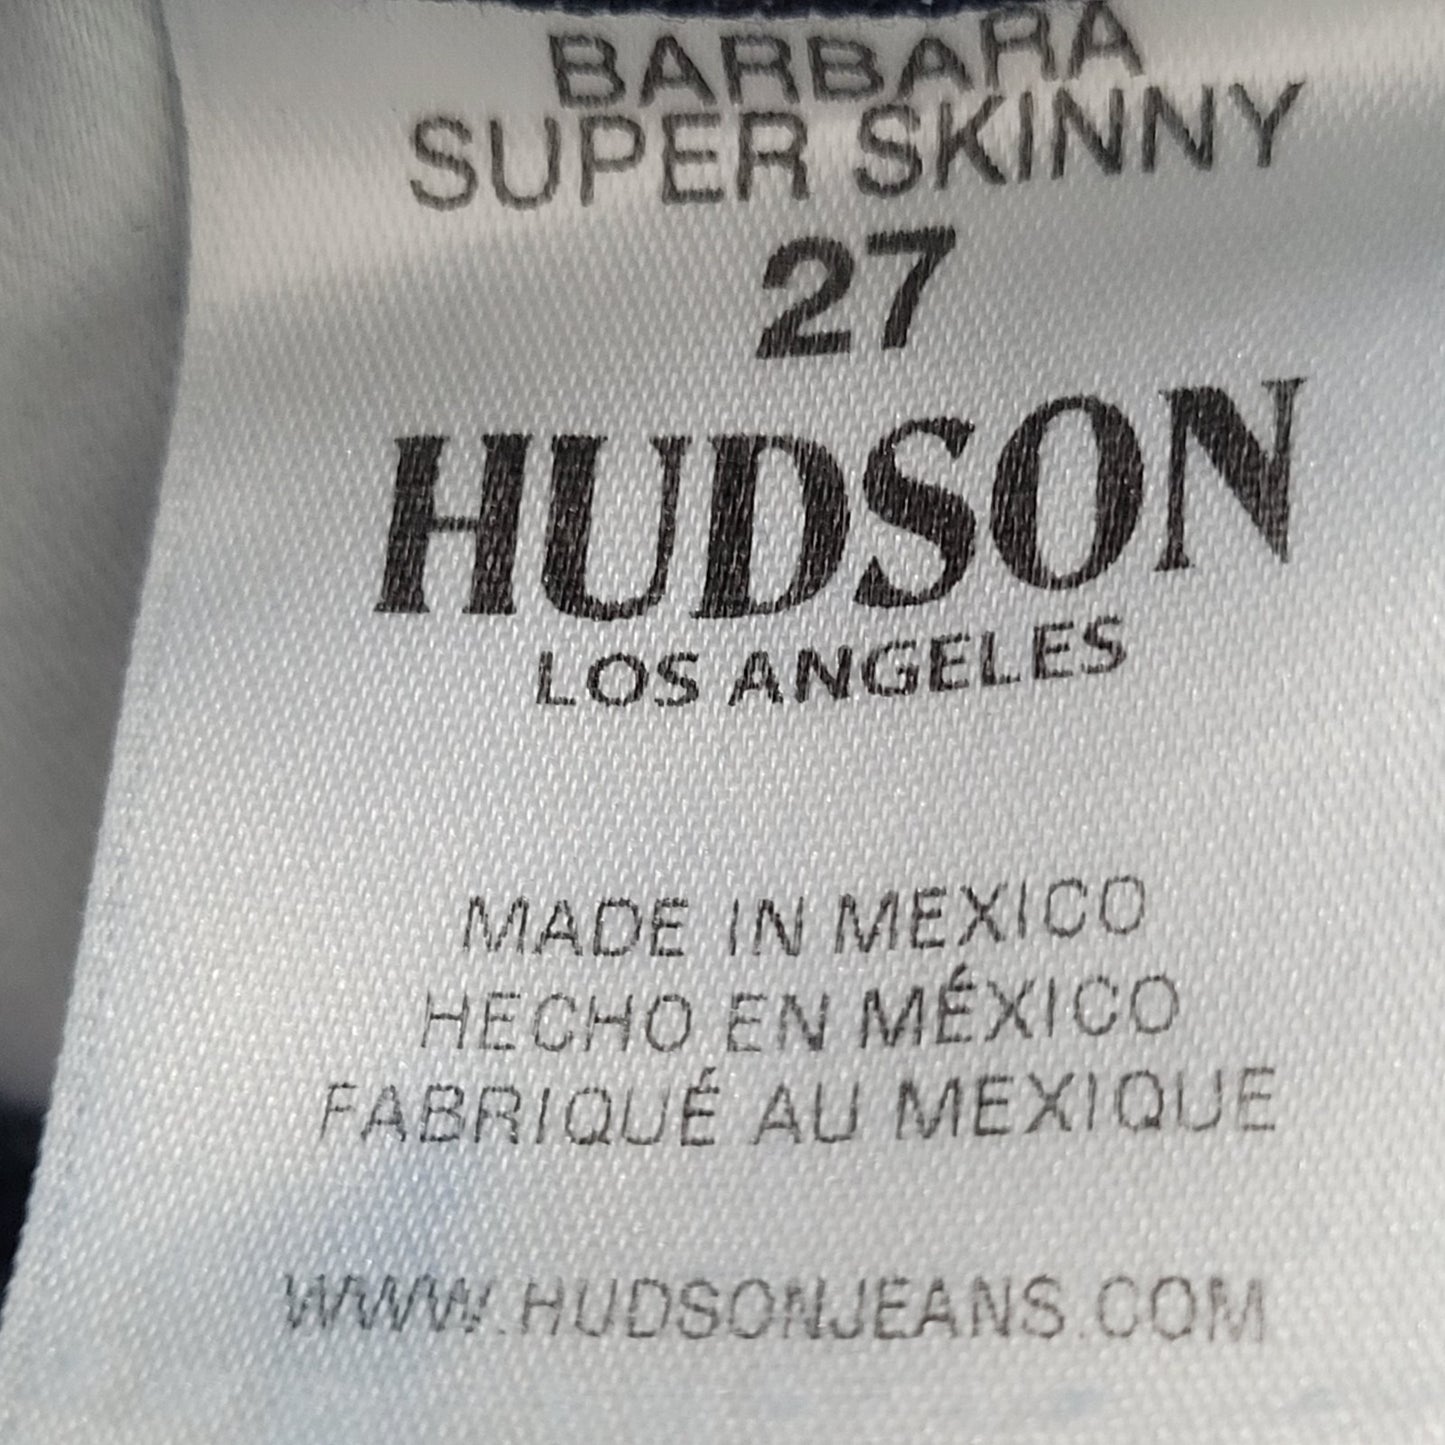 BARBARA
SUPER SKINNY
27
HUDSON
LOS ANGELES
MADE IN MEXICO
HECHO EN MÉXICO
FABRIQUÉ AU MEXIQUE
WWW.HUDSONJEANS.COM